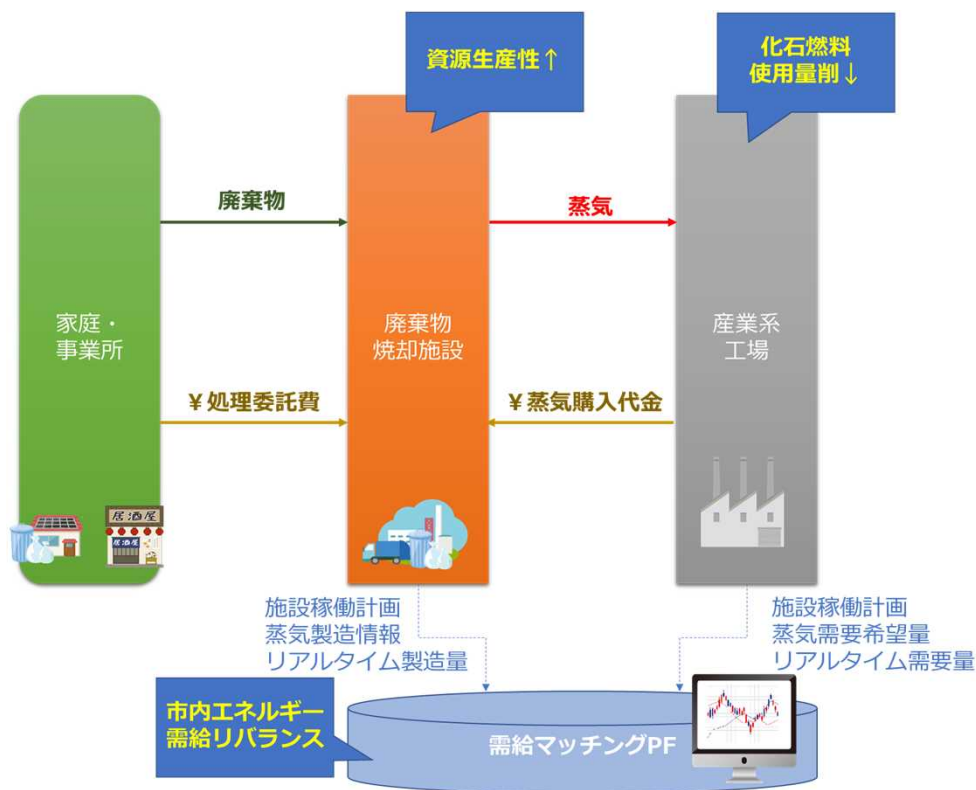 資源生産性↑
化石燃料
使用量削↓
廃棄物
蒸気
家庭・
事業所
廃棄物
焼却施設
産業系
工場
￥処理委託費
￥蒸気購入代金
居酒屋
居酒屋
施設稼働計画
蒸気製造情報
リアルタイム製造量
施設稼働計画
蒸気需要希望量
リアルタイム需要量
市内エネルギー
需給リバランス
需給マッチングPF